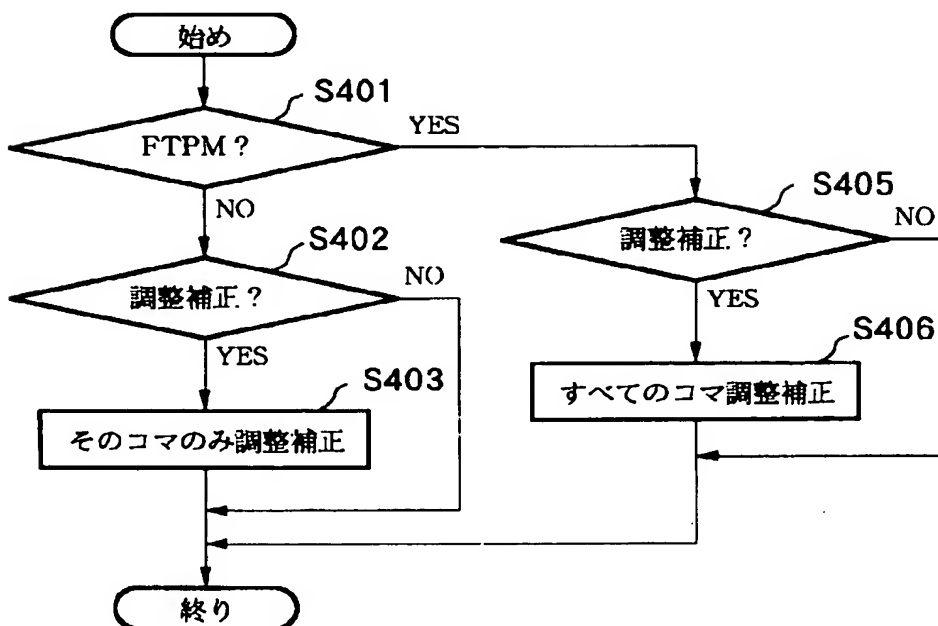 始め
S401
FTPM?
YES
NO
S402
調整補正?
NO
YES
S403
そのコマのみ調整補正
S405
調整補正?
NO
YES
S406
すべてのコマ調整補正
終り